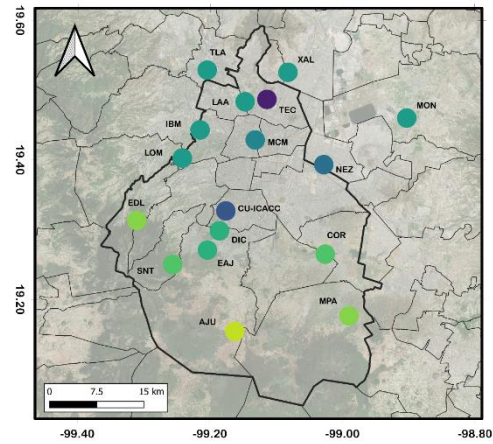 19.60
19.40
19.20
TLA
XAL
LAA
TEC
MON
IBM
MCM
LOM
NEZ
EDL
CU-ICACC
DIC
COR
EAJ
SNT
MPA
AJU
0 7.5 15 km
-99.40 -99.20 -99.00 -98.80